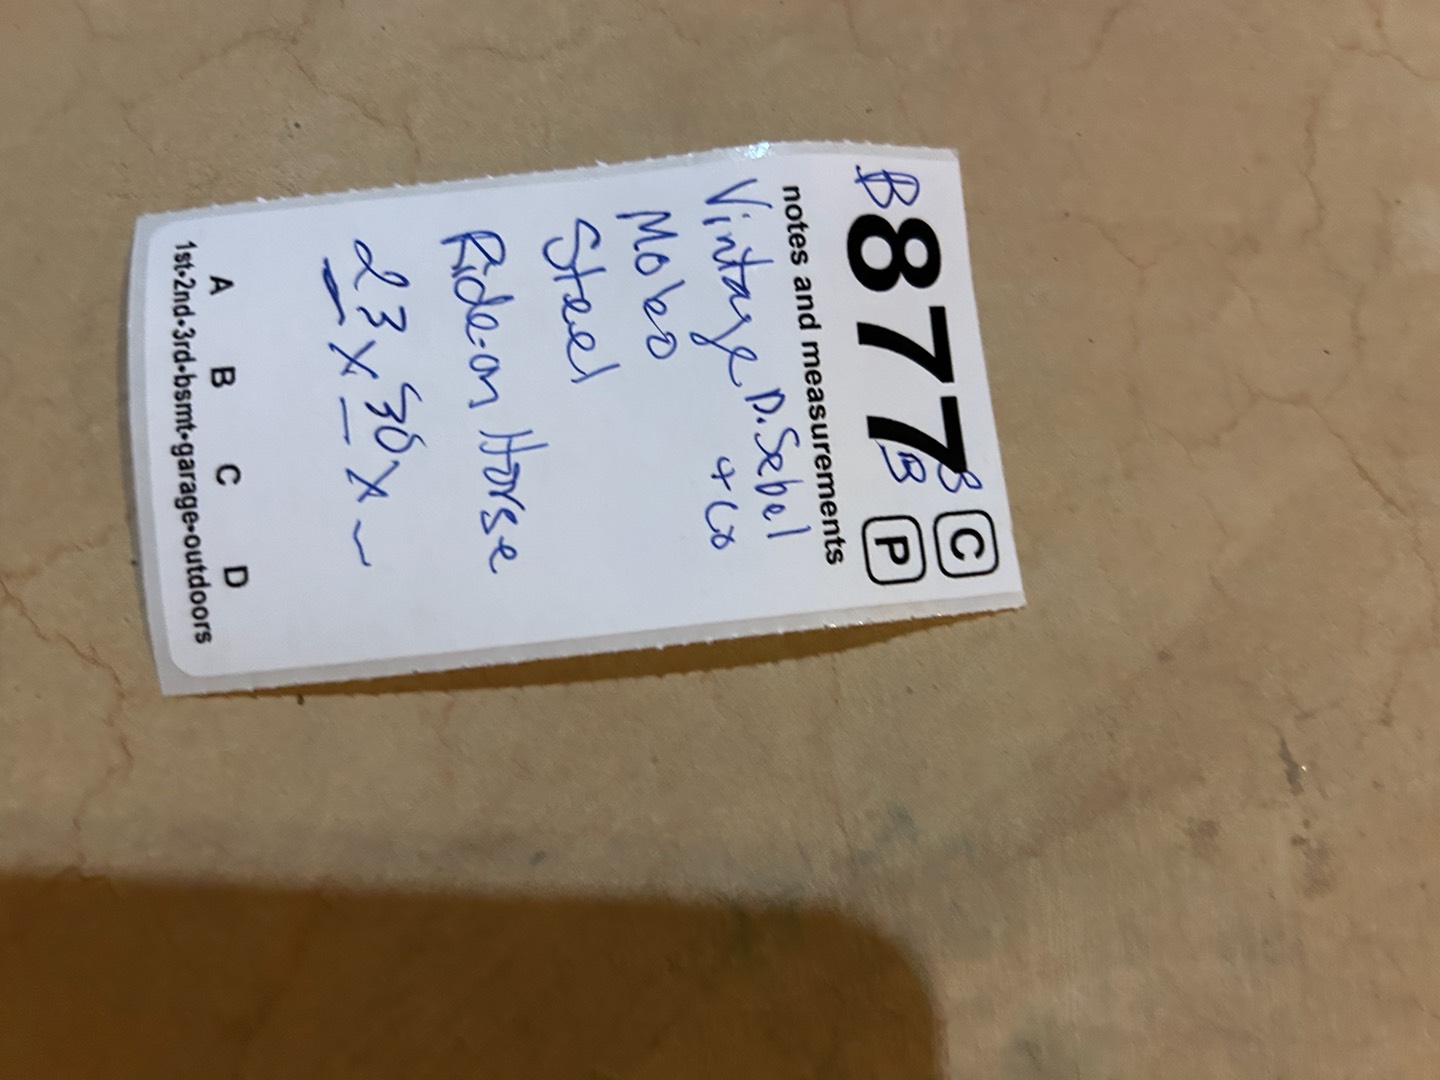 B 877 B B C P
notes and measurements
Vintage D. Sebel
+ Co
Mobo
Steel
Ride-on Horse
23 x 30 x
A B C D
1st•2nd•3rd•bsmt•garage•outdoors